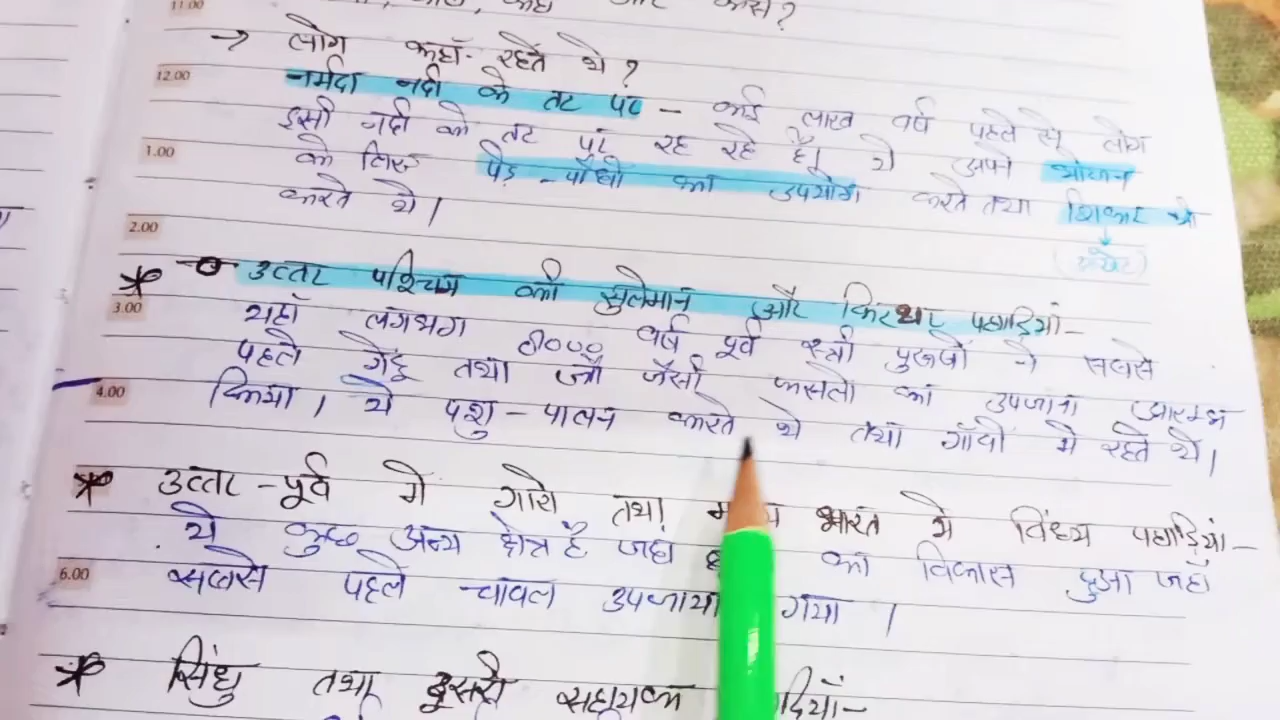 11.00
और कैसे?
→ लोग कहाँ- रहते थे ?
12.00
नर्मदा नदी के तट पर – कई लाख वर्ष पहले से लोग
इसी नदी के तट पर रह रहे हैं। ये अपने भोजन
1.00
के लिए पेड़-पौधों का उपयोग करते तथा शिकार भी
करते थे।
2.00
(आखेट)
* उत्तर पश्चिम की सुलेमान और किरथर पहाड़ियां-
3.00
यहाँ लगभग 8000 वर्ष पूर्व स्त्री पुरूषों ने सबसे
पहले गेहूं तथा जौ जैसी फसलों का उपजाना आरम्भ
4.00
किया। ये पशु-पालन करते थे तथा गाँवों में रहते थे।
* उत्तर-पूर्व में गारो तथा भारत में विंध्य पहाड़ियां-
ये कुछ अन्य क्षेत्र हैं जहां का विकास हुआ जहाँ
6.00
सबसे पहले चावल उपजाया गया ।
* सिंधु तथा इसकी सहायक